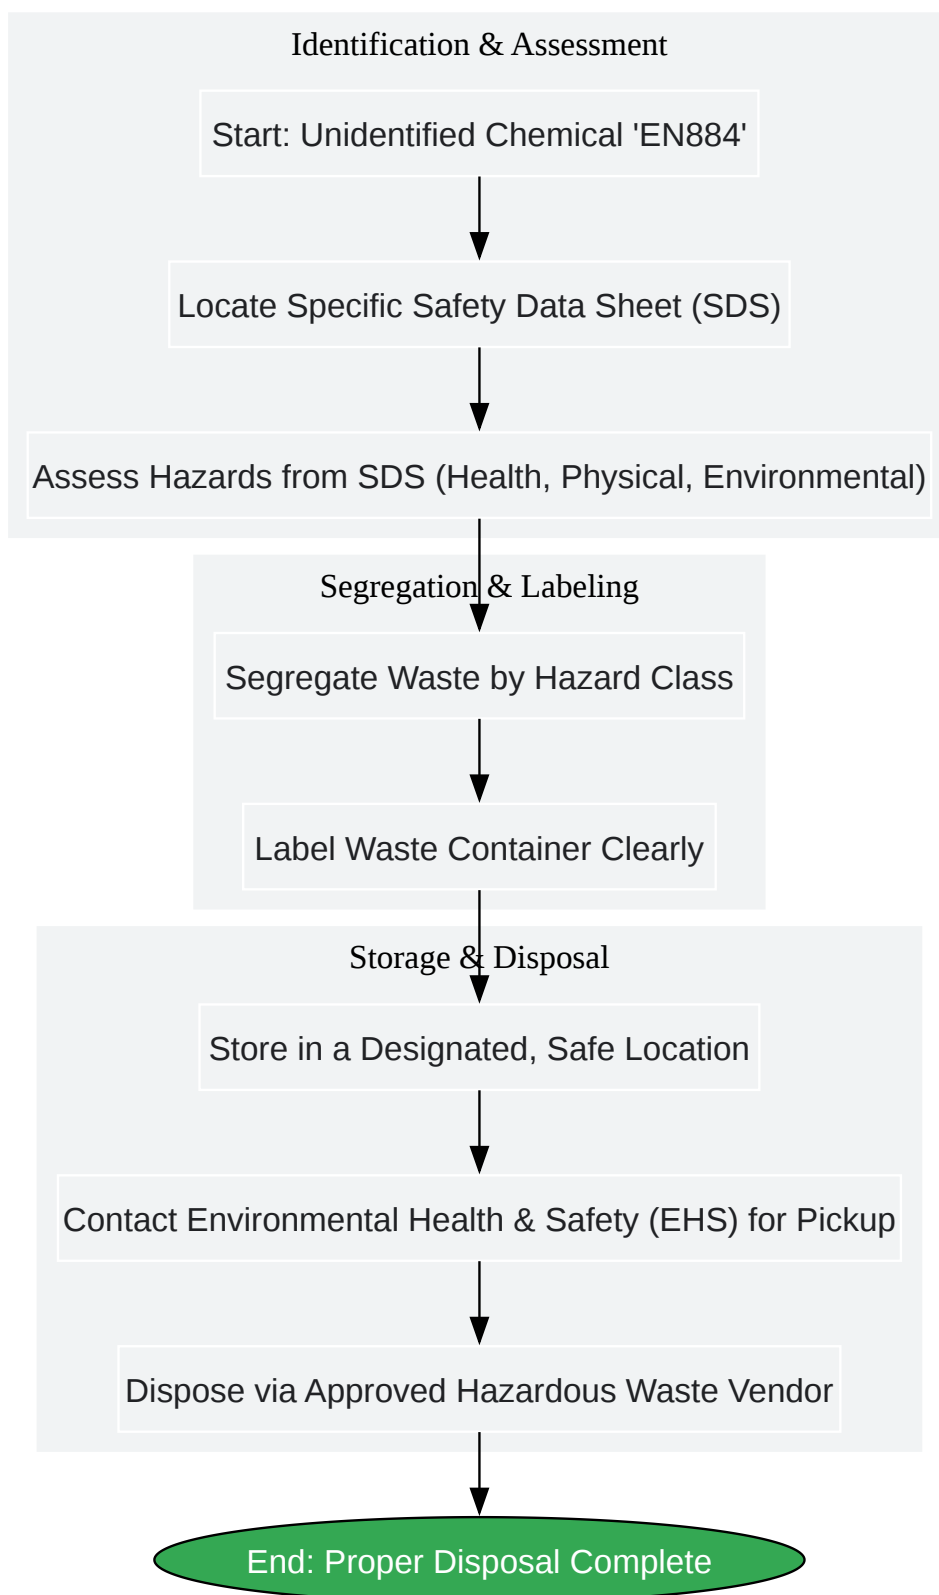 Identification & Assessment
Start: Unidentified Chemical 'EN884'
Locate Specific Safety Data Sheet (SDS)
Assess Hazards from SDS (Health, Physical, Environmental)
Segregation & Labeling
Segregate Waste by Hazard Class
Label Waste Container Clearly
Storage & Disposal
Store in a Designated, Safe Location
Contact Environmental Health & Safety (EHS) for Pickup
Dispose via Approved Hazardous Waste Vendor
End: Proper Disposal Complete